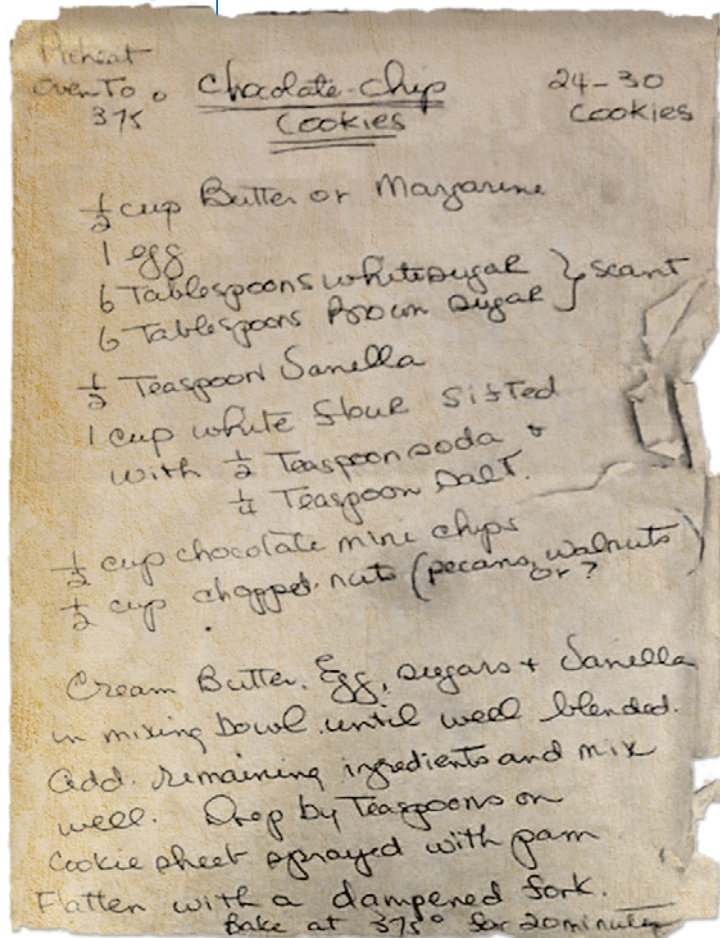 Preheat
oven To
375°
Chocolate-chip
Cookies
24-30
Cookies
½ cup Butter or Margarine
1 egg
6 Tablespoons white sugar } scant
6 Tablespoons Brown sugar
½ Teaspoon Vanilla
1 cup white flour sifted
with ½ Teaspoon soda &
¼ Teaspoon Salt.
½ cup chocolate mini chips
½ cup chopped nuts (pecans, walnuts
or ?)
Cream Butter, Egg, sugars + Vanilla
in mixing bowl until well blended.
Add remaining ingredients and mix
well. Drop by Teaspoons on
cookie sheet sprayed with pam
Flatten with a dampened fork.
Bake at 375° for 20 minutes